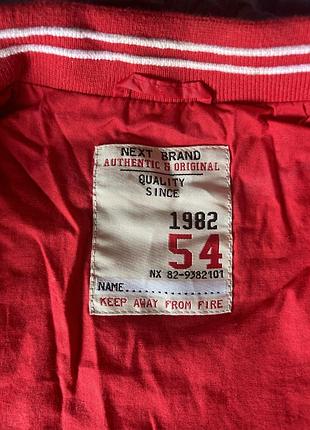 NEXT BRAND
AUTHENTIC & ORIGINAL
QUALITY
SINCE
1982
54
NX 82-9382101
NAME..............
KEEP AWAY FROM FIRE